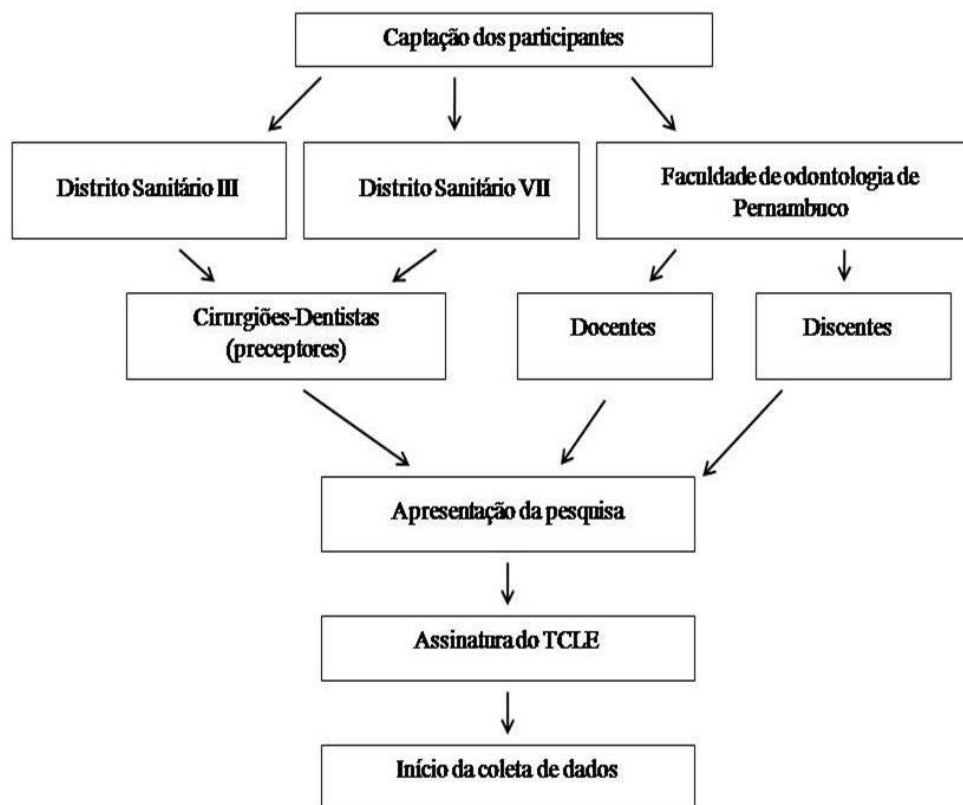 Captação dos participantes
Distrito Sanitário III
Distrito Sanitário VII
Faculdade de odontologia de
Pernambuco
Cirurgiões-Dentistas
(preceptores)
Docentes
Discentes
Apresentação da pesquisa
Assinatura do TCLE
Início da coleta de dados